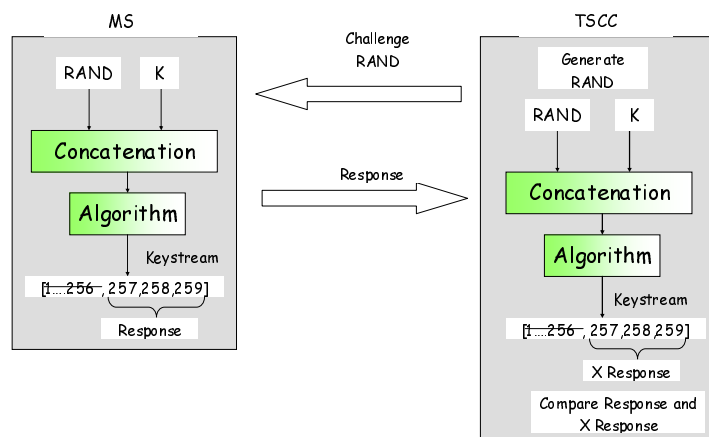 MS
RAND K
Concatenation
Algorithm
Keystream
[1....256 , 257,258,259]
Response
Challenge
RAND
Response
TSCC
Generate
RAND
RAND K
Concatenation
Algorithm
Keystream
[1....256 , 257,258,259]
X Response
Compare Response and
X Response